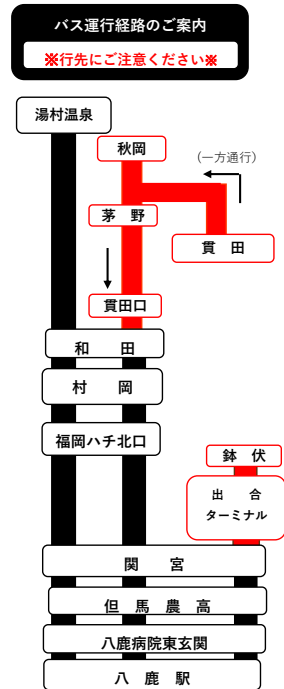 バス運行経路のご案内
※行先にご注意ください※
湯村温泉
秋岡
(一方通行)
茅 野
貫 田
貫田口
和 田
村 岡
福岡ハチ北口
鉢 伏
出 合
ターミナル
関 宮
但 馬 農 高
八鹿病院東玄関
八 鹿 駅